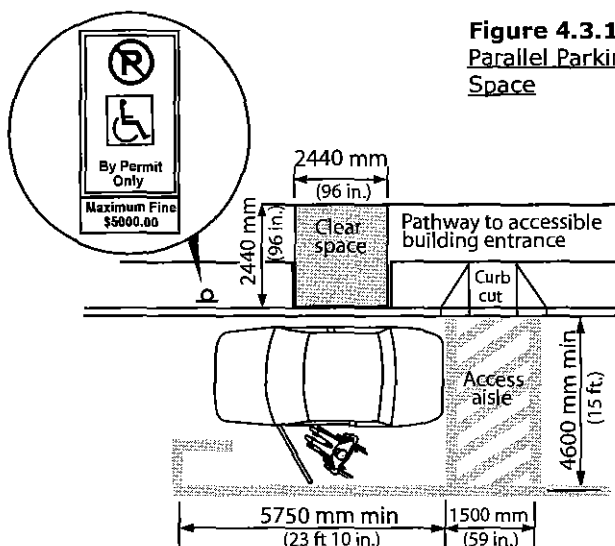 Figure 4.3.1
Parallel Parkin
Space
P
By Permit
Only
Maximum Fine
$5000.00
2440 mm
(96 in.)
2440 mm
(96 in.)
Clear
space
Pathway to accessible
building entrance
Curb
cut
Access
aisle
4600 mm min
(15 ft.)
5750 mm min
(23 ft 10 in.)
1500 mm
(59 in.)